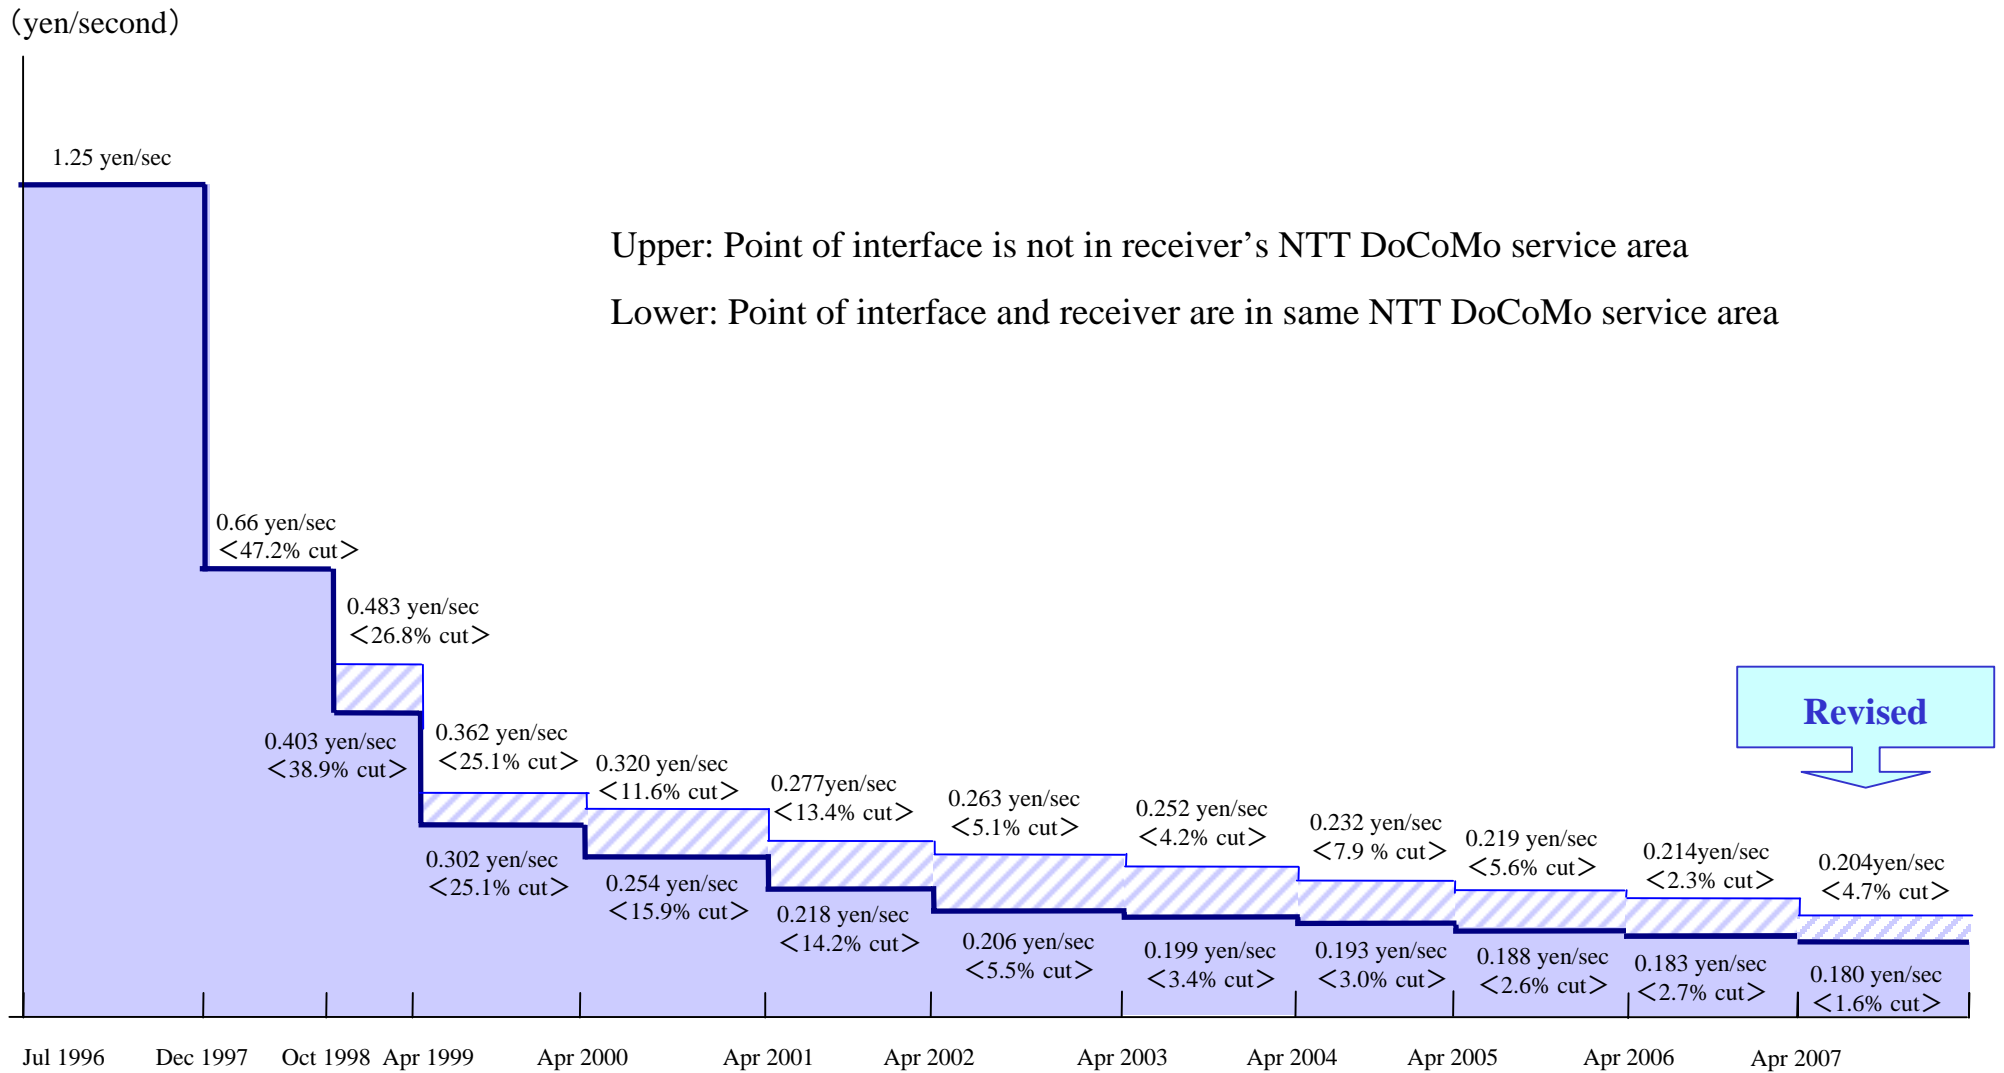 （yen/second）
1.25 yen/sec
Upper: Point of interface is not in receiver’s NTT DoCoMo service area
Lower: Point of interface and receiver are in same NTT DoCoMo service area
0.66 yen/sec
＜47.2% cut＞
0.483 yen/sec
＜26.8% cut＞
0.403 yen/sec
＜38.9% cut＞
0.362 yen/sec
＜25.1% cut＞
0.302 yen/sec
＜25.1% cut＞
0.320 yen/sec
＜11.6% cut＞
0.254 yen/sec
＜15.9% cut＞
0.277yen/sec
＜13.4% cut＞
0.218 yen/sec
＜14.2% cut＞
0.263 yen/sec
＜5.1% cut＞
0.206 yen/sec
＜5.5% cut＞
0.252 yen/sec
＜4.2% cut＞
0.199 yen/sec
＜3.4% cut＞
0.232 yen/sec
＜7.9 % cut＞
0.193 yen/sec
＜3.0% cut＞
0.219 yen/sec
＜5.6% cut＞
0.188 yen/sec
＜2.6% cut＞
0.214yen/sec
＜2.3% cut＞
0.183 yen/sec
＜2.7% cut＞
Revised
0.204yen/sec
＜4.7% cut＞
0.180 yen/sec
＜1.6% cut＞
Jul 1996
Dec 1997
Oct 1998
Apr 1999
Apr 2000
Apr 2001
Apr 2002
Apr 2003
Apr 2004
Apr 2005
Apr 2006
Apr 2007